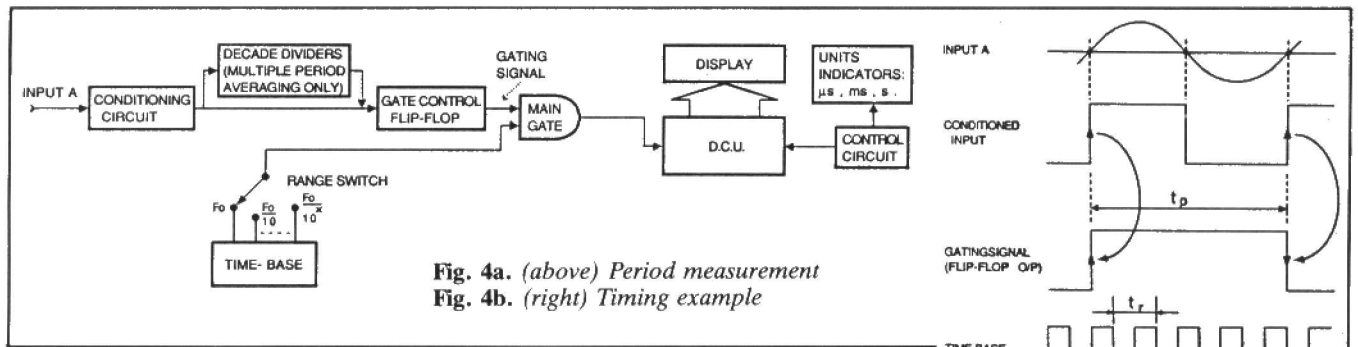 INPUT A
CONDITIONING
CIRCUIT
DECADE DIVIDERS
(MULTIPLE PERIOD
AVERAGING ONLY)
GATE CONTROL
FLIP-FLOP
GATING
SIGNAL
MAIN
GATE
DISPLAY
D.C.U.
UNITS
INDICATORS:
µs , ms , s .
CONTROL
CIRCUIT
RANGE SWITCH
Fo
Fo
10
Fo
10 x
TIME- BASE
Fig. 4a. (above) Period measurement
Fig. 4b. (right) Timing example
INPUT A
CONDITIONED
INPUT
t p
GATINGSIGNAL
(FLIP-FLOP O/P)
t r
TIME BASE